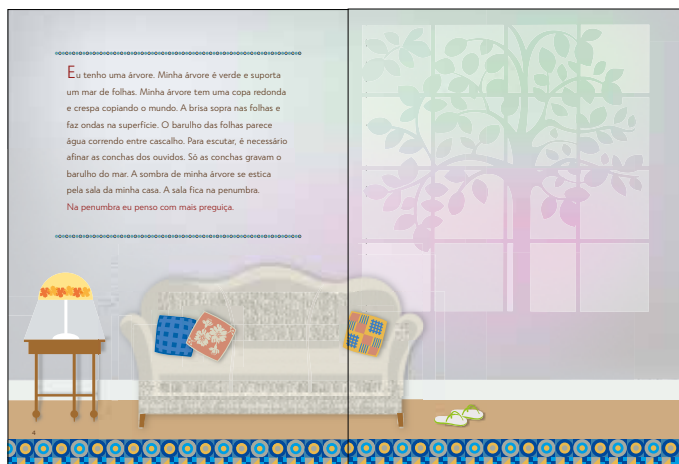 Eu tenho uma árvore. Minha árvore é verde e suporta
um mar de folhas. Minha árvore tem uma copa redonda
e crespa copiando o mundo. A brisa sopra nas folhas e
faz ondas na superfície. O barulho das folhas parece
água correndo entre cascalho. Para escutar, é necessário
afinar as conchas dos ouvidos. Só as conchas gravam o
barulho do mar. A sombra de minha árvore se estica
pela sala da minha casa. A sala fica na penumbra.
Na penumbra eu penso com mais preguiça.
4